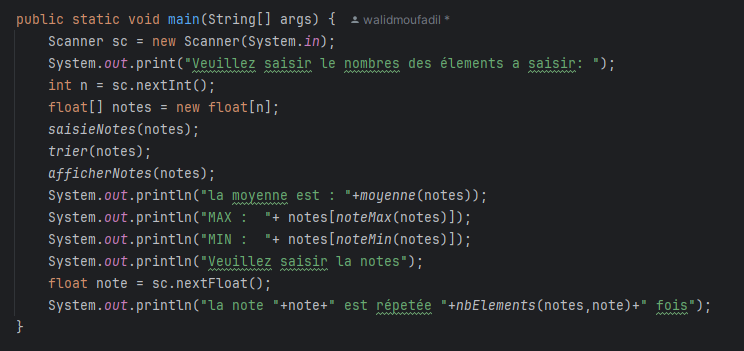 public static void main(String[] args) { walidmoufadil *
Scanner sc = new Scanner(System.in);
System.out.print("Veuillez saisir le nombres des élements a saisir: ");
int n = sc.nextInt();
float[] notes = new float[n];
saisieNotes(notes);
trier(notes);
afficherNotes(notes);
System.out.println("la moyenne est : "+moyenne(notes));
System.out.println("MAX :  "+ notes[noteMax(notes)]);
System.out.println("MIN :  "+ notes[noteMin(notes)]);
System.out.println("Veuillez saisir la notes");
float note = sc.nextFloat();
System.out.println("la note "+note+" est répetée "+nbElements(notes,note)+" fois");
}